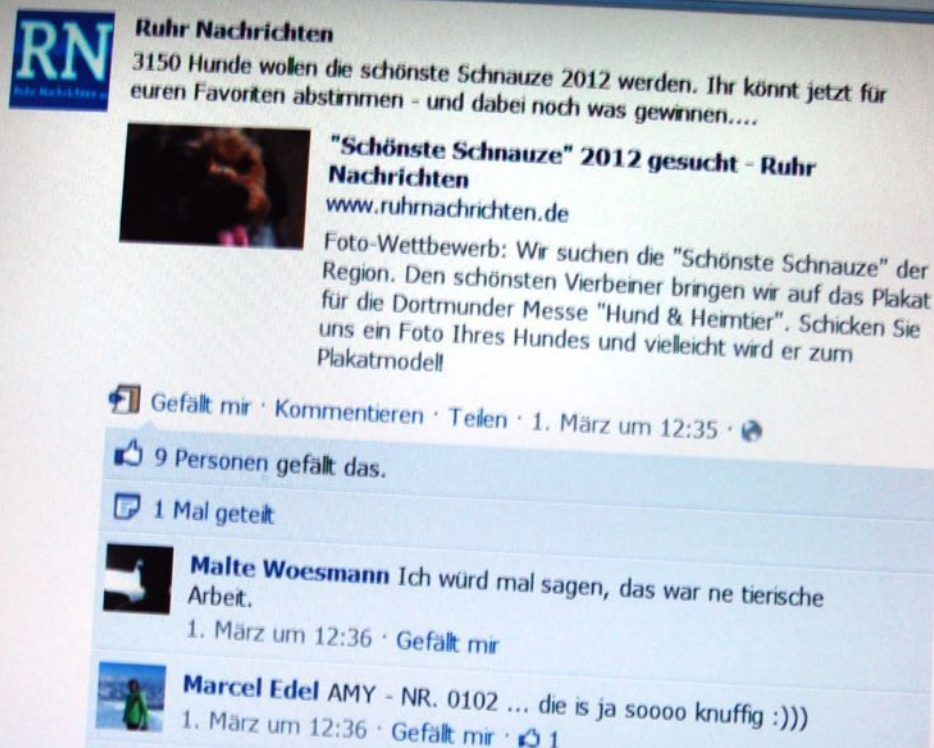 RN
Ruhr Nachrichten
3150 Hunde wollen die schönste Schnauze 2012 werden. Ihr könnt jetzt für
euren Favoriten abstimmen - und dabei noch was gewinnen....
"Schönste Schnauze" 2012 gesucht - Ruhr
Nachrichten
www.ruhrnachrichten.de
Foto-Wettbewerb: Wir suchen die "Schönste Schnauze" der
Region. Den schönsten Vierbeiner bringen wir auf das Plakat
für die Dortmunder Messe "Hund & Heimtier". Schicken Sie
uns ein Foto Ihres Hundes und vielleicht wird er zum
Plakatmodel!
Gefällt mir · Kommentieren · Teilen · 1. März um 12:35 ·
9 Personen gefällt das.
1 Mal geteilt
Malte Woesmann Ich würd mal sagen, das war ne tierische
Arbeit.
1. März um 12:36 · Gefällt mir
Marcel Edel AMY - NR. 0102 ... die is ja soooo knuffig :)))
1. März um 12:36 · Gefällt mir · 1